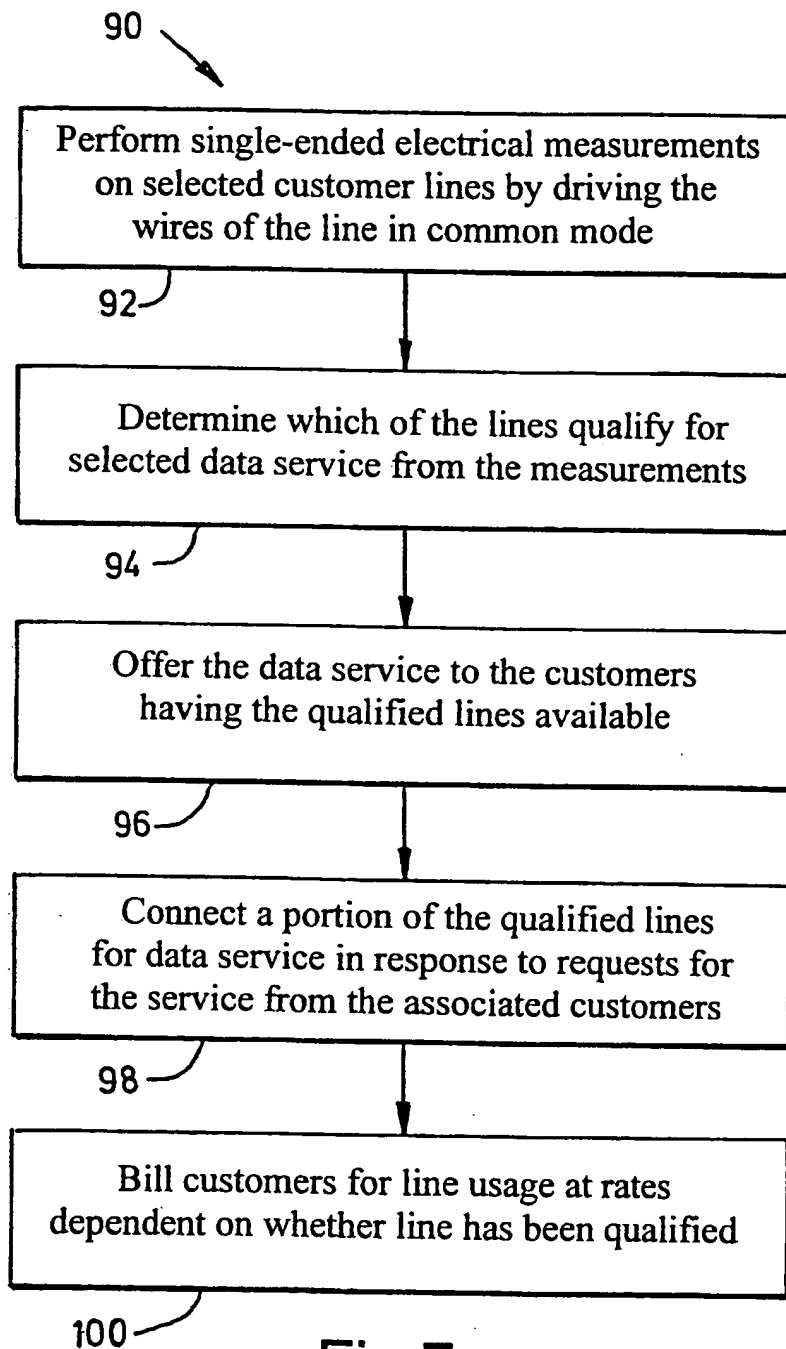 90
Perform single-ended electrical measurements
on selected customer lines by driving the
wires of the line in common mode
92
Determine which of the lines qualify for
selected data service from the measurements
94
Offer the data service to the customers
having the qualified lines available
96
Connect a portion of the qualified lines
for data service in response to requests for
the service from the associated customers
98
Bill customers for line usage at rates
dependent on whether line has been qualified
100